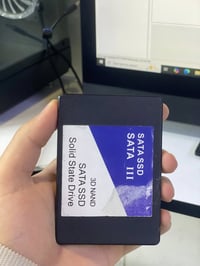 SATA SSD
SATA III
3D NAND
SATA SSD
Solid State Drive